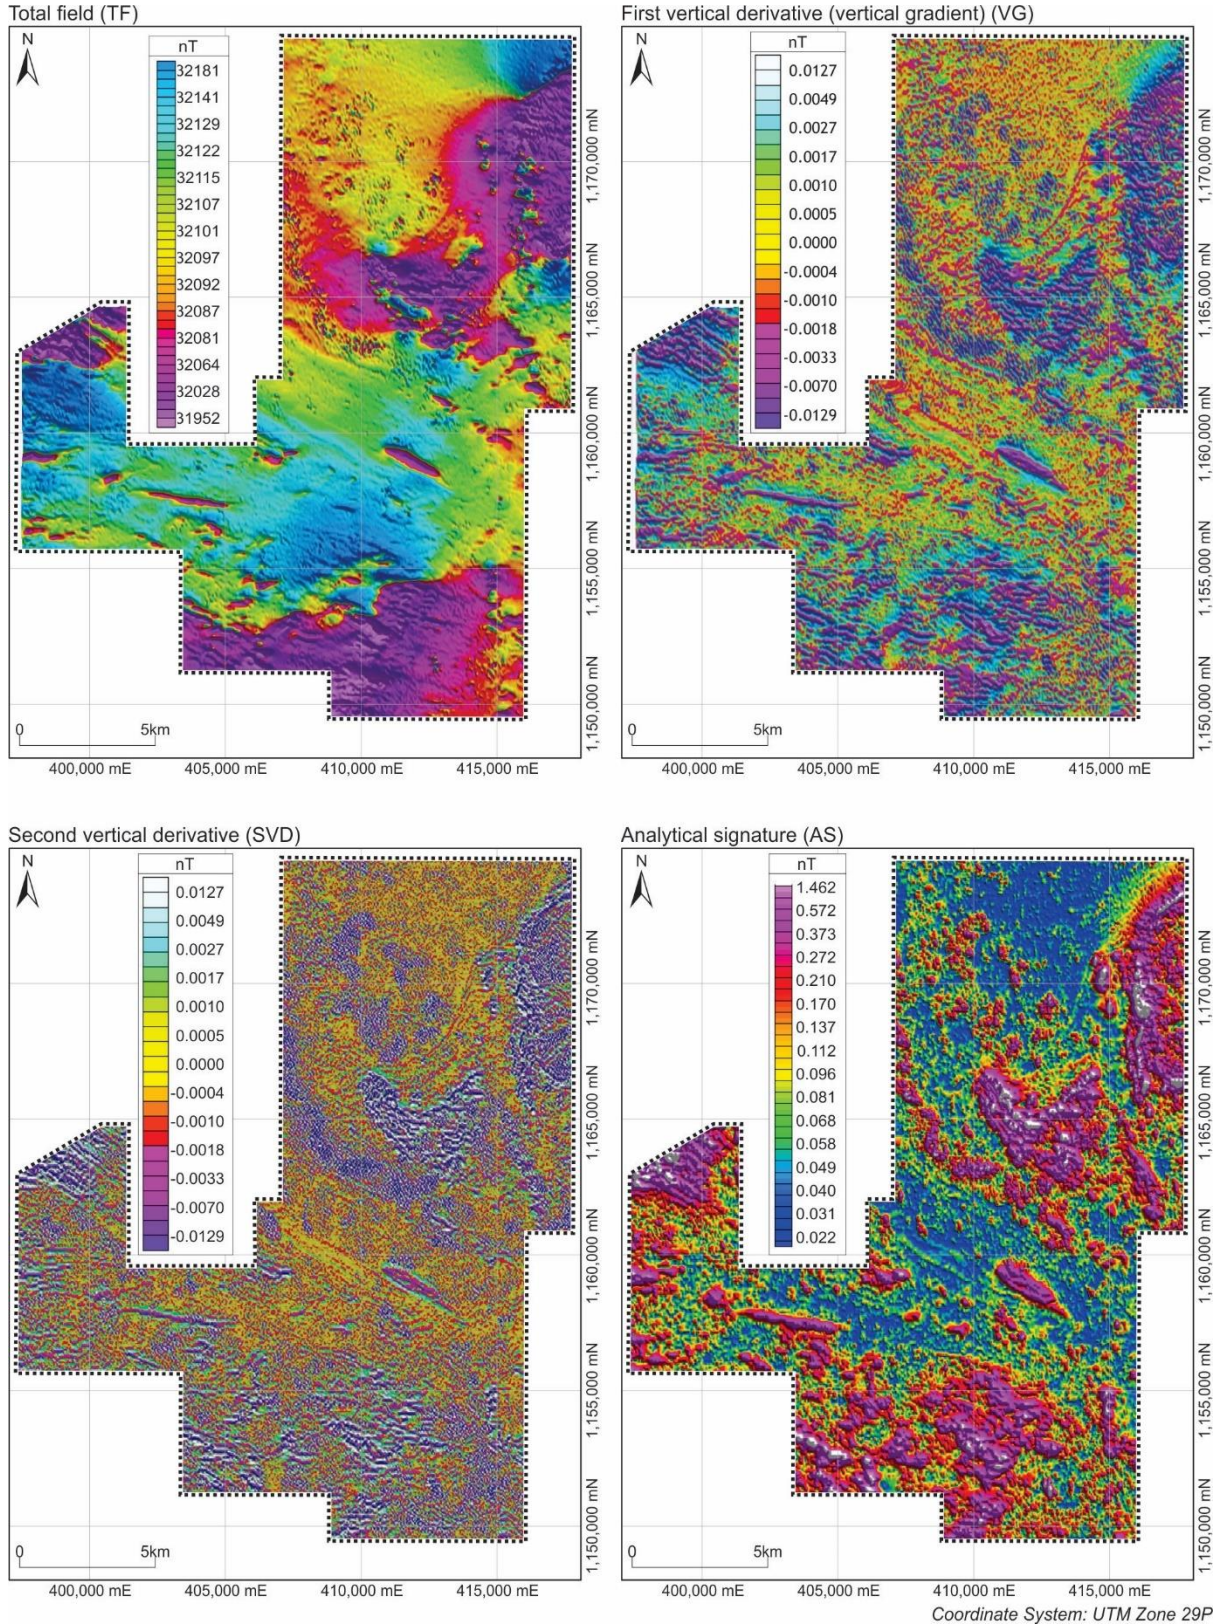 Total field (TF)
N
nT
32181
32141
32129
32122
32115
32107
32101
32097
32092
32087
32081
32064
32028
31952
1,170,000 mN
1,165,000 mN
1,160,000 mN
1,155,000 mN
1,150,000 mN
0
5km
400,000 mE
405,000 mE
410,000 mE
415,000 mE
First vertical derivative (vertical gradient) (VG)
N
nT
0.0127
0.0049
0.0027
0.0017
0.0010
0.0005
0.0000
-0.0004
-0.0010
-0.0018
-0.0033
-0.0070
-0.0129
1,170,000 mN
1,165,000 mN
1,160,000 mN
1,155,000 mN
1,150,000 mN
0
5km
400,000 mE
405,000 mE
410,000 mE
415,000 mE
Second vertical derivative (SVD)
N
nT
0.0127
0.0049
0.0027
0.0017
0.0010
0.0005
0.0000
-0.0004
-0.0010
-0.0018
-0.0033
-0.0070
-0.0129
1,170,000 mN
1,165,000 mN
1,160,000 mN
1,155,000 mN
1,150,000 mN
0
5km
400,000 mE
405,000 mE
410,000 mE
415,000 mE
Analytical signature (AS)
N
nT
1.462
0.572
0.373
0.272
0.210
0.170
0.137
0.112
0.096
0.081
0.068
0.058
0.049
0.040
0.031
0.022
1,170,000 mN
1,165,000 mN
1,160,000 mN
1,155,000 mN
1,150,000 mN
0
5km
400,000 mE
405,000 mE
410,000 mE
415,000 mE
Coordinate System: UTM Zone 29P